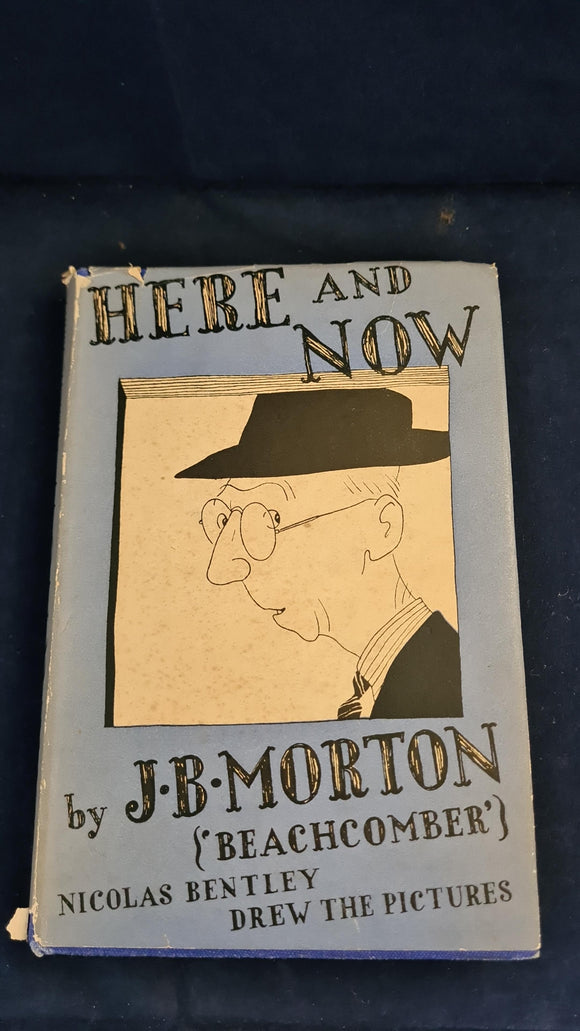 HERE AND
NOW
by J·B·MORTON
{'BEACHCOMBER'}
NICOLAS BENTLEY
DREW THE PICTURES